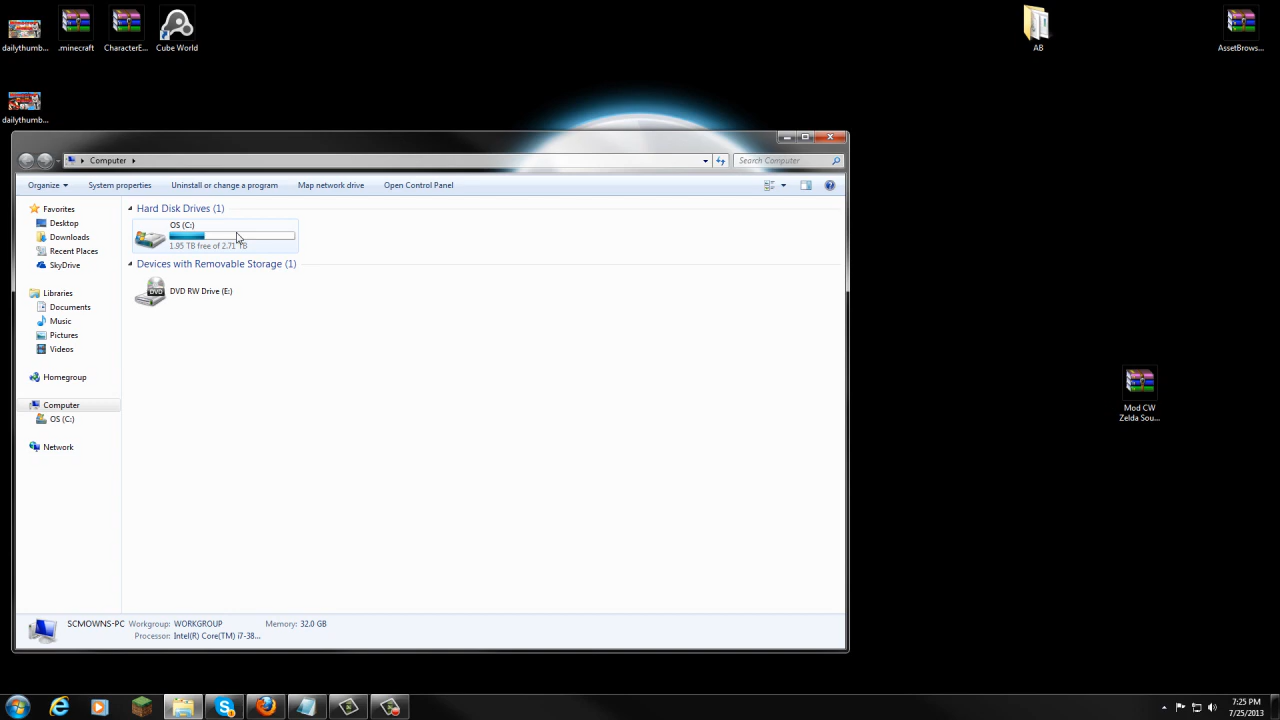 dailythumb...
.minecraft
CharacterE...
Cube World
AB
AssetBrows...
dailythumb...
Computer
Search Computer
Organize
System properties
Uninstall or change a program
Map network drive
Open Control Panel
Favorites
Desktop
Downloads
Recent Places
SkyDrive
Libraries
Documents
Music
Pictures
Videos
Homegroup
Computer
OS (C:)
Network
Hard Disk Drives (1)
OS (C:)
1.95 TB free of 2.71 TB
Devices with Removable Storage (1)
DVD
DVD RW Drive (E:)
Mod CW
Zelda Sou...
SCMOWNS-PC Workgroup: WORKGROUP Memory: 32.0 GB
Processor: Intel(R) Core(TM) i7-38...
7:25 PM
7/25/2013